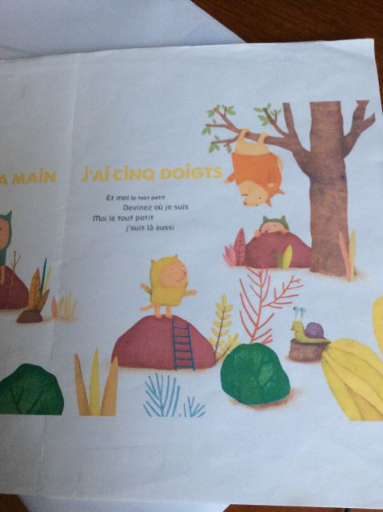 A MAIN J'AI CINQ DOIGTS
Et moi le tout petit
Devinez où je suis
Moi le tout petit
j'suis là aussi